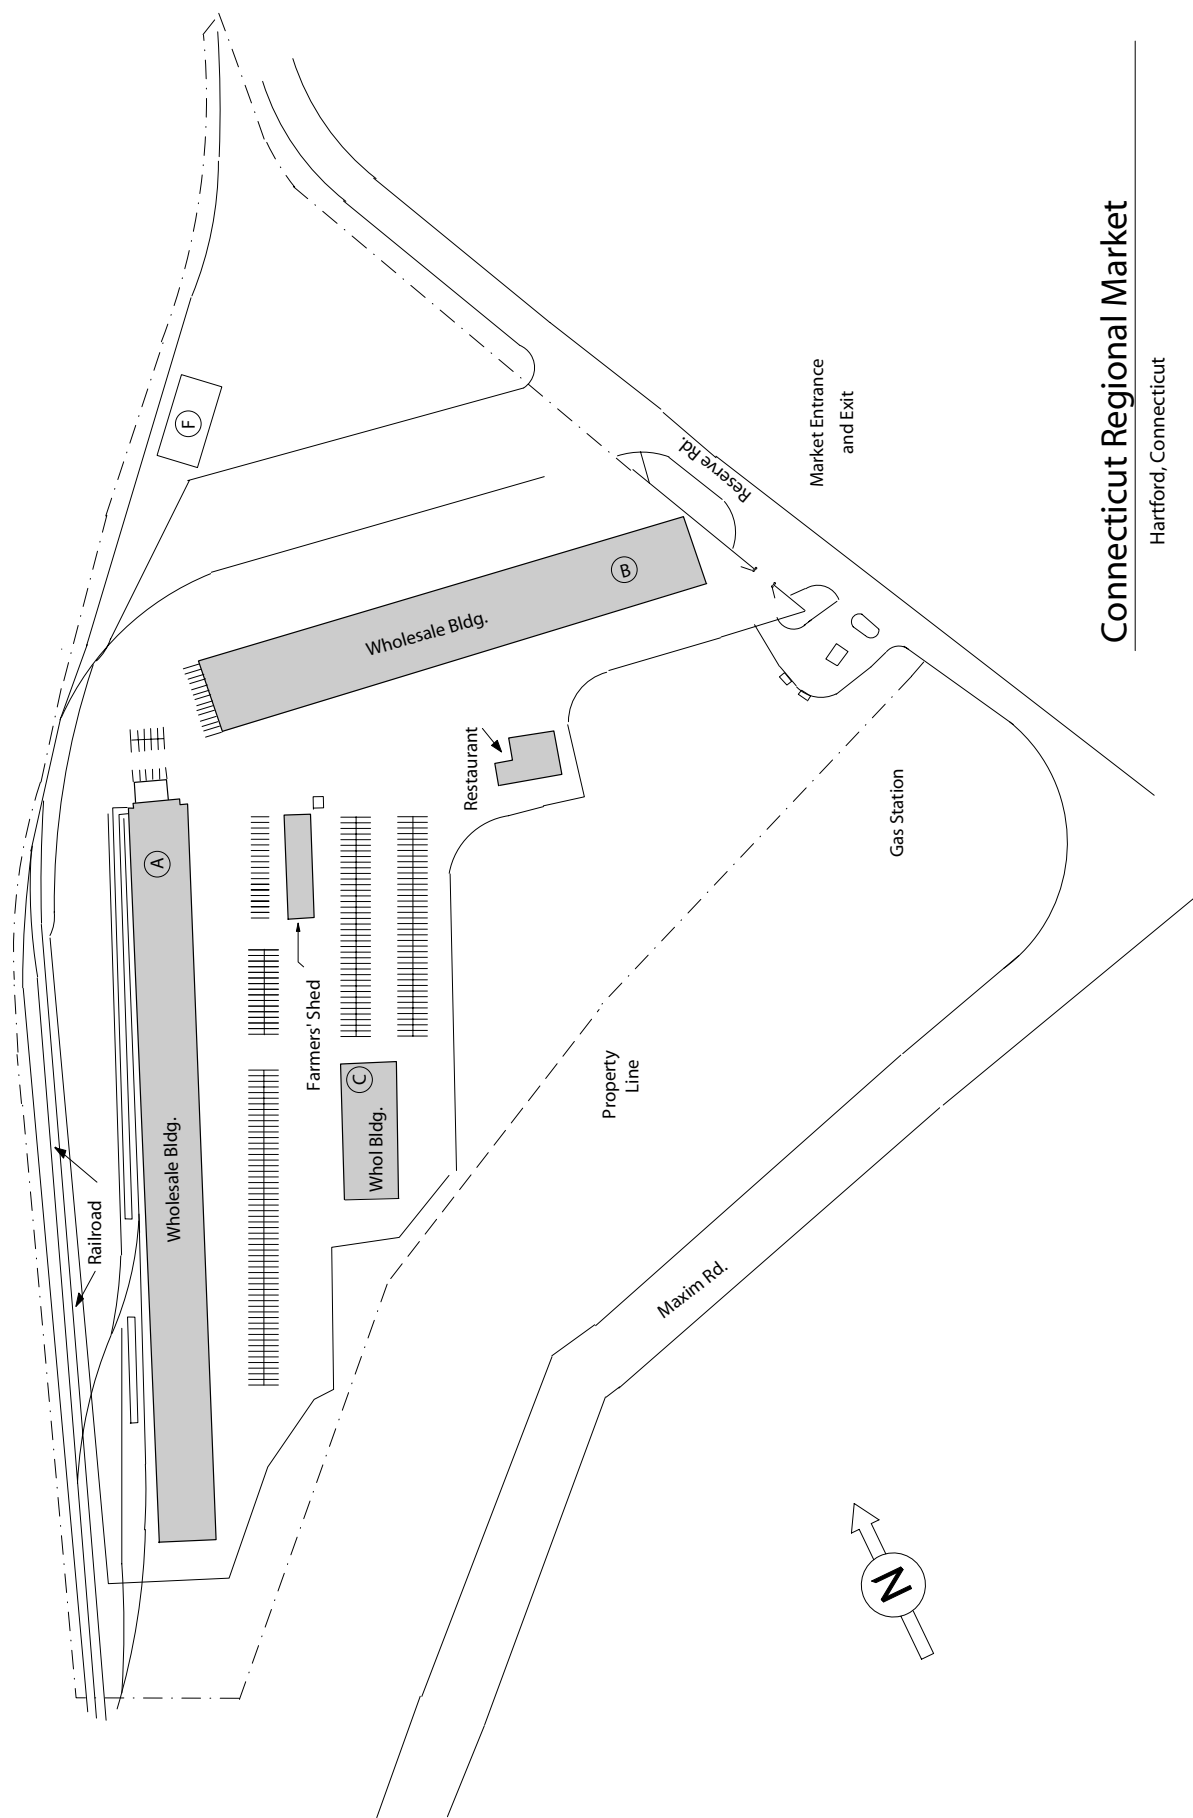 Connecticut Regional Market
Hartford, Connecticut
F
Reserve Rd.
Market Entrance
and Exit
B
Wholesale Bldg.
Restaurant
A
Wholesale Bldg.
Farmers' Shed
C
Whol Bldg.
Railroad
Gas Station
Property
Line
Maxim Rd.
N